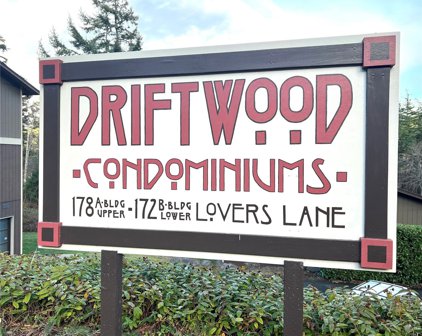 DRIFTWOOD
·CONDOMINIUMS·
178 A·BLDG UPPER - 172 B·BLDG LOWER LOVERS LANE